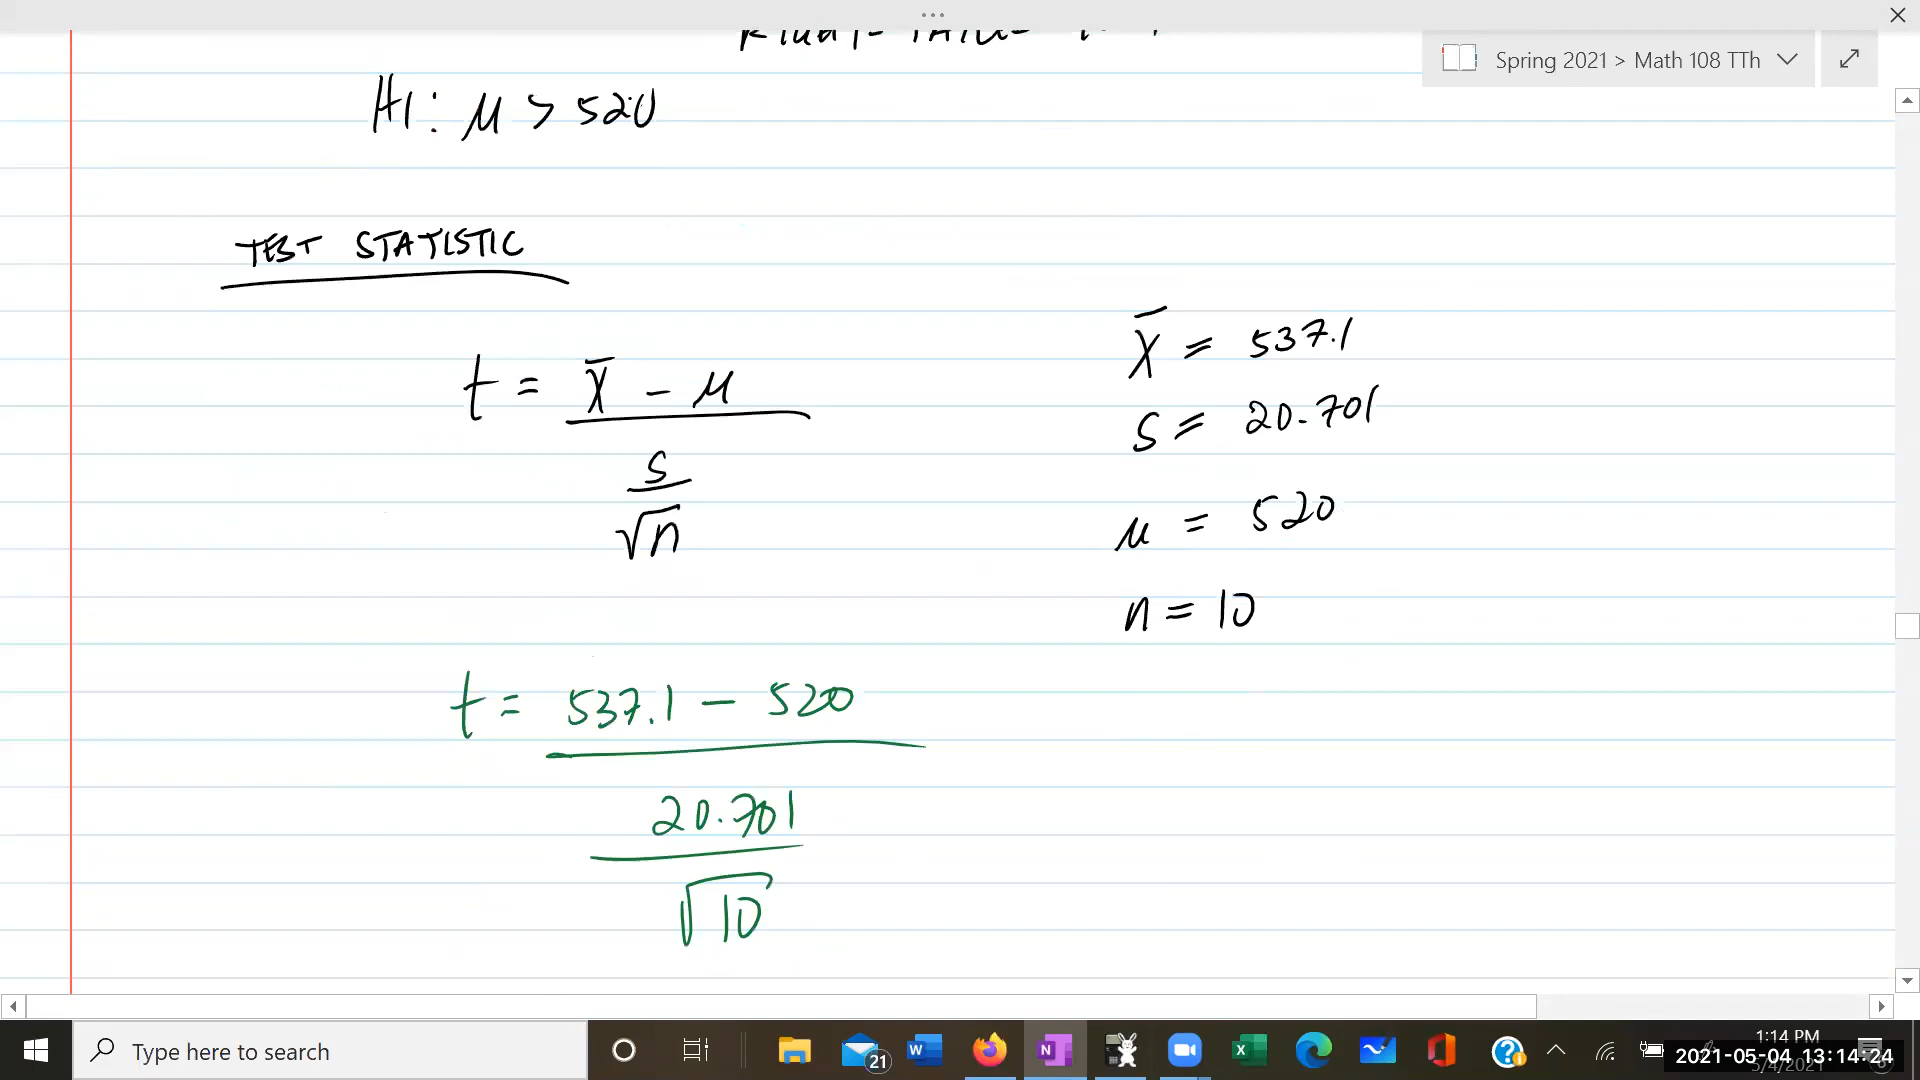 Spring 2021 > Math 108 TTh
H1: μ > 520
TEST STATISTIC
t = x̄ - μ
s
√n
x̄ = 537.1
s = 20.701
μ = 520
n = 10
t = 537.1 - 520
20.701
√10
Type here to search
21
1:14 PM
2021-05-04 13:14:24